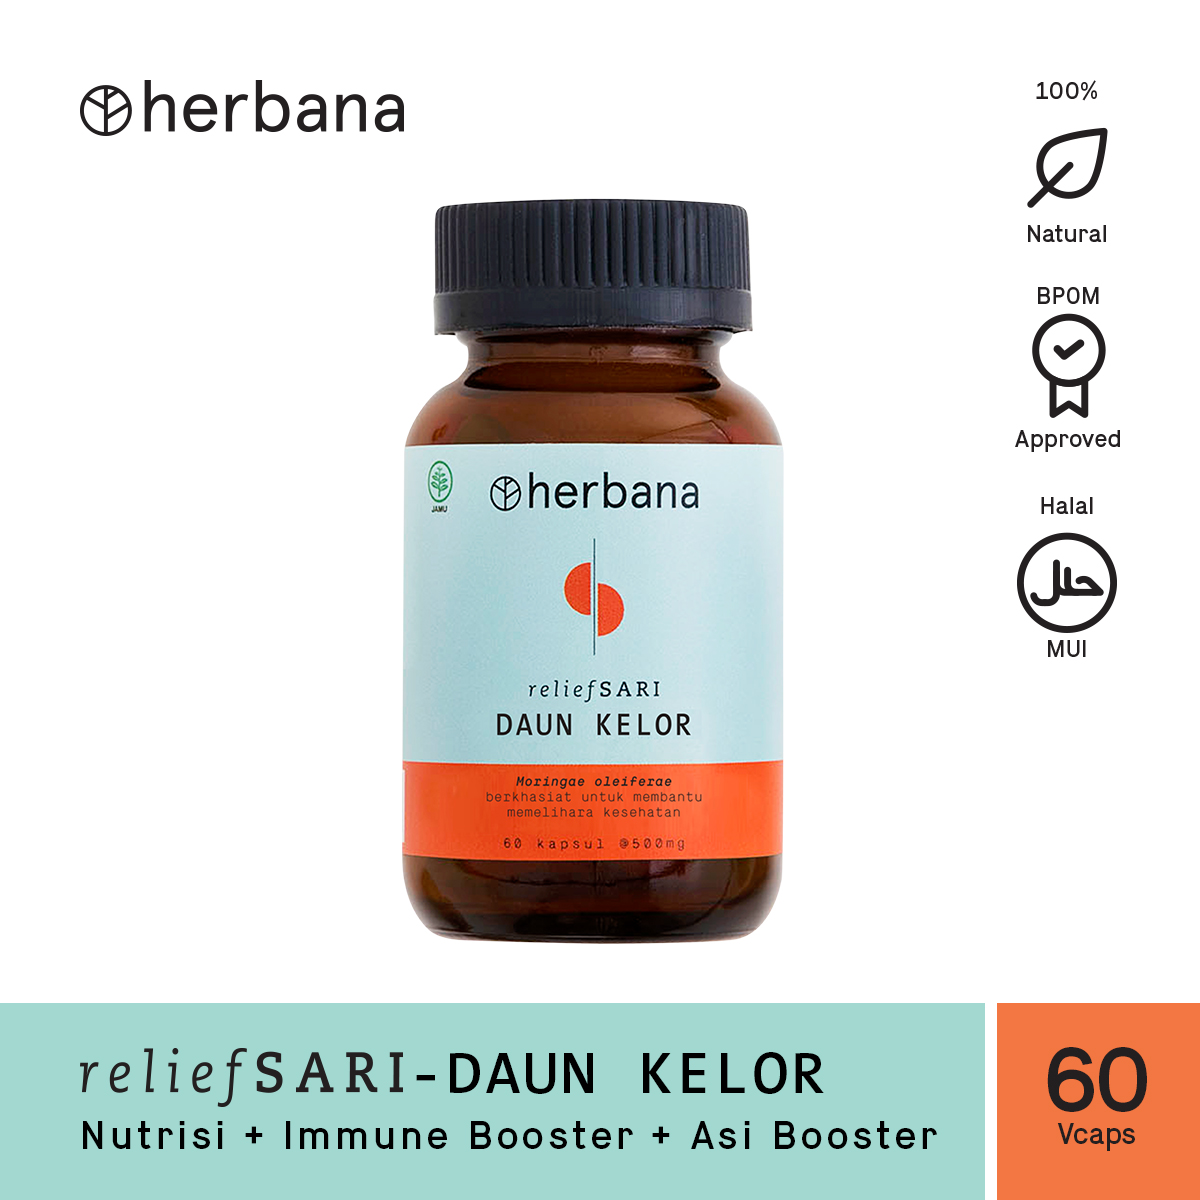 herbana
100%
Natural
BPOM
Approved
Halal
حلال
MUI
JAMU
herbana
reliefSARI
DAUN KELOR
Moringae oleiferae
berkhasiat untuk membantu
memelihara kesehatan
60 kapsul @500mg
reliefSARI-DAUN KELOR
Nutrisi + Immune Booster + Asi Booster
60
Vcaps